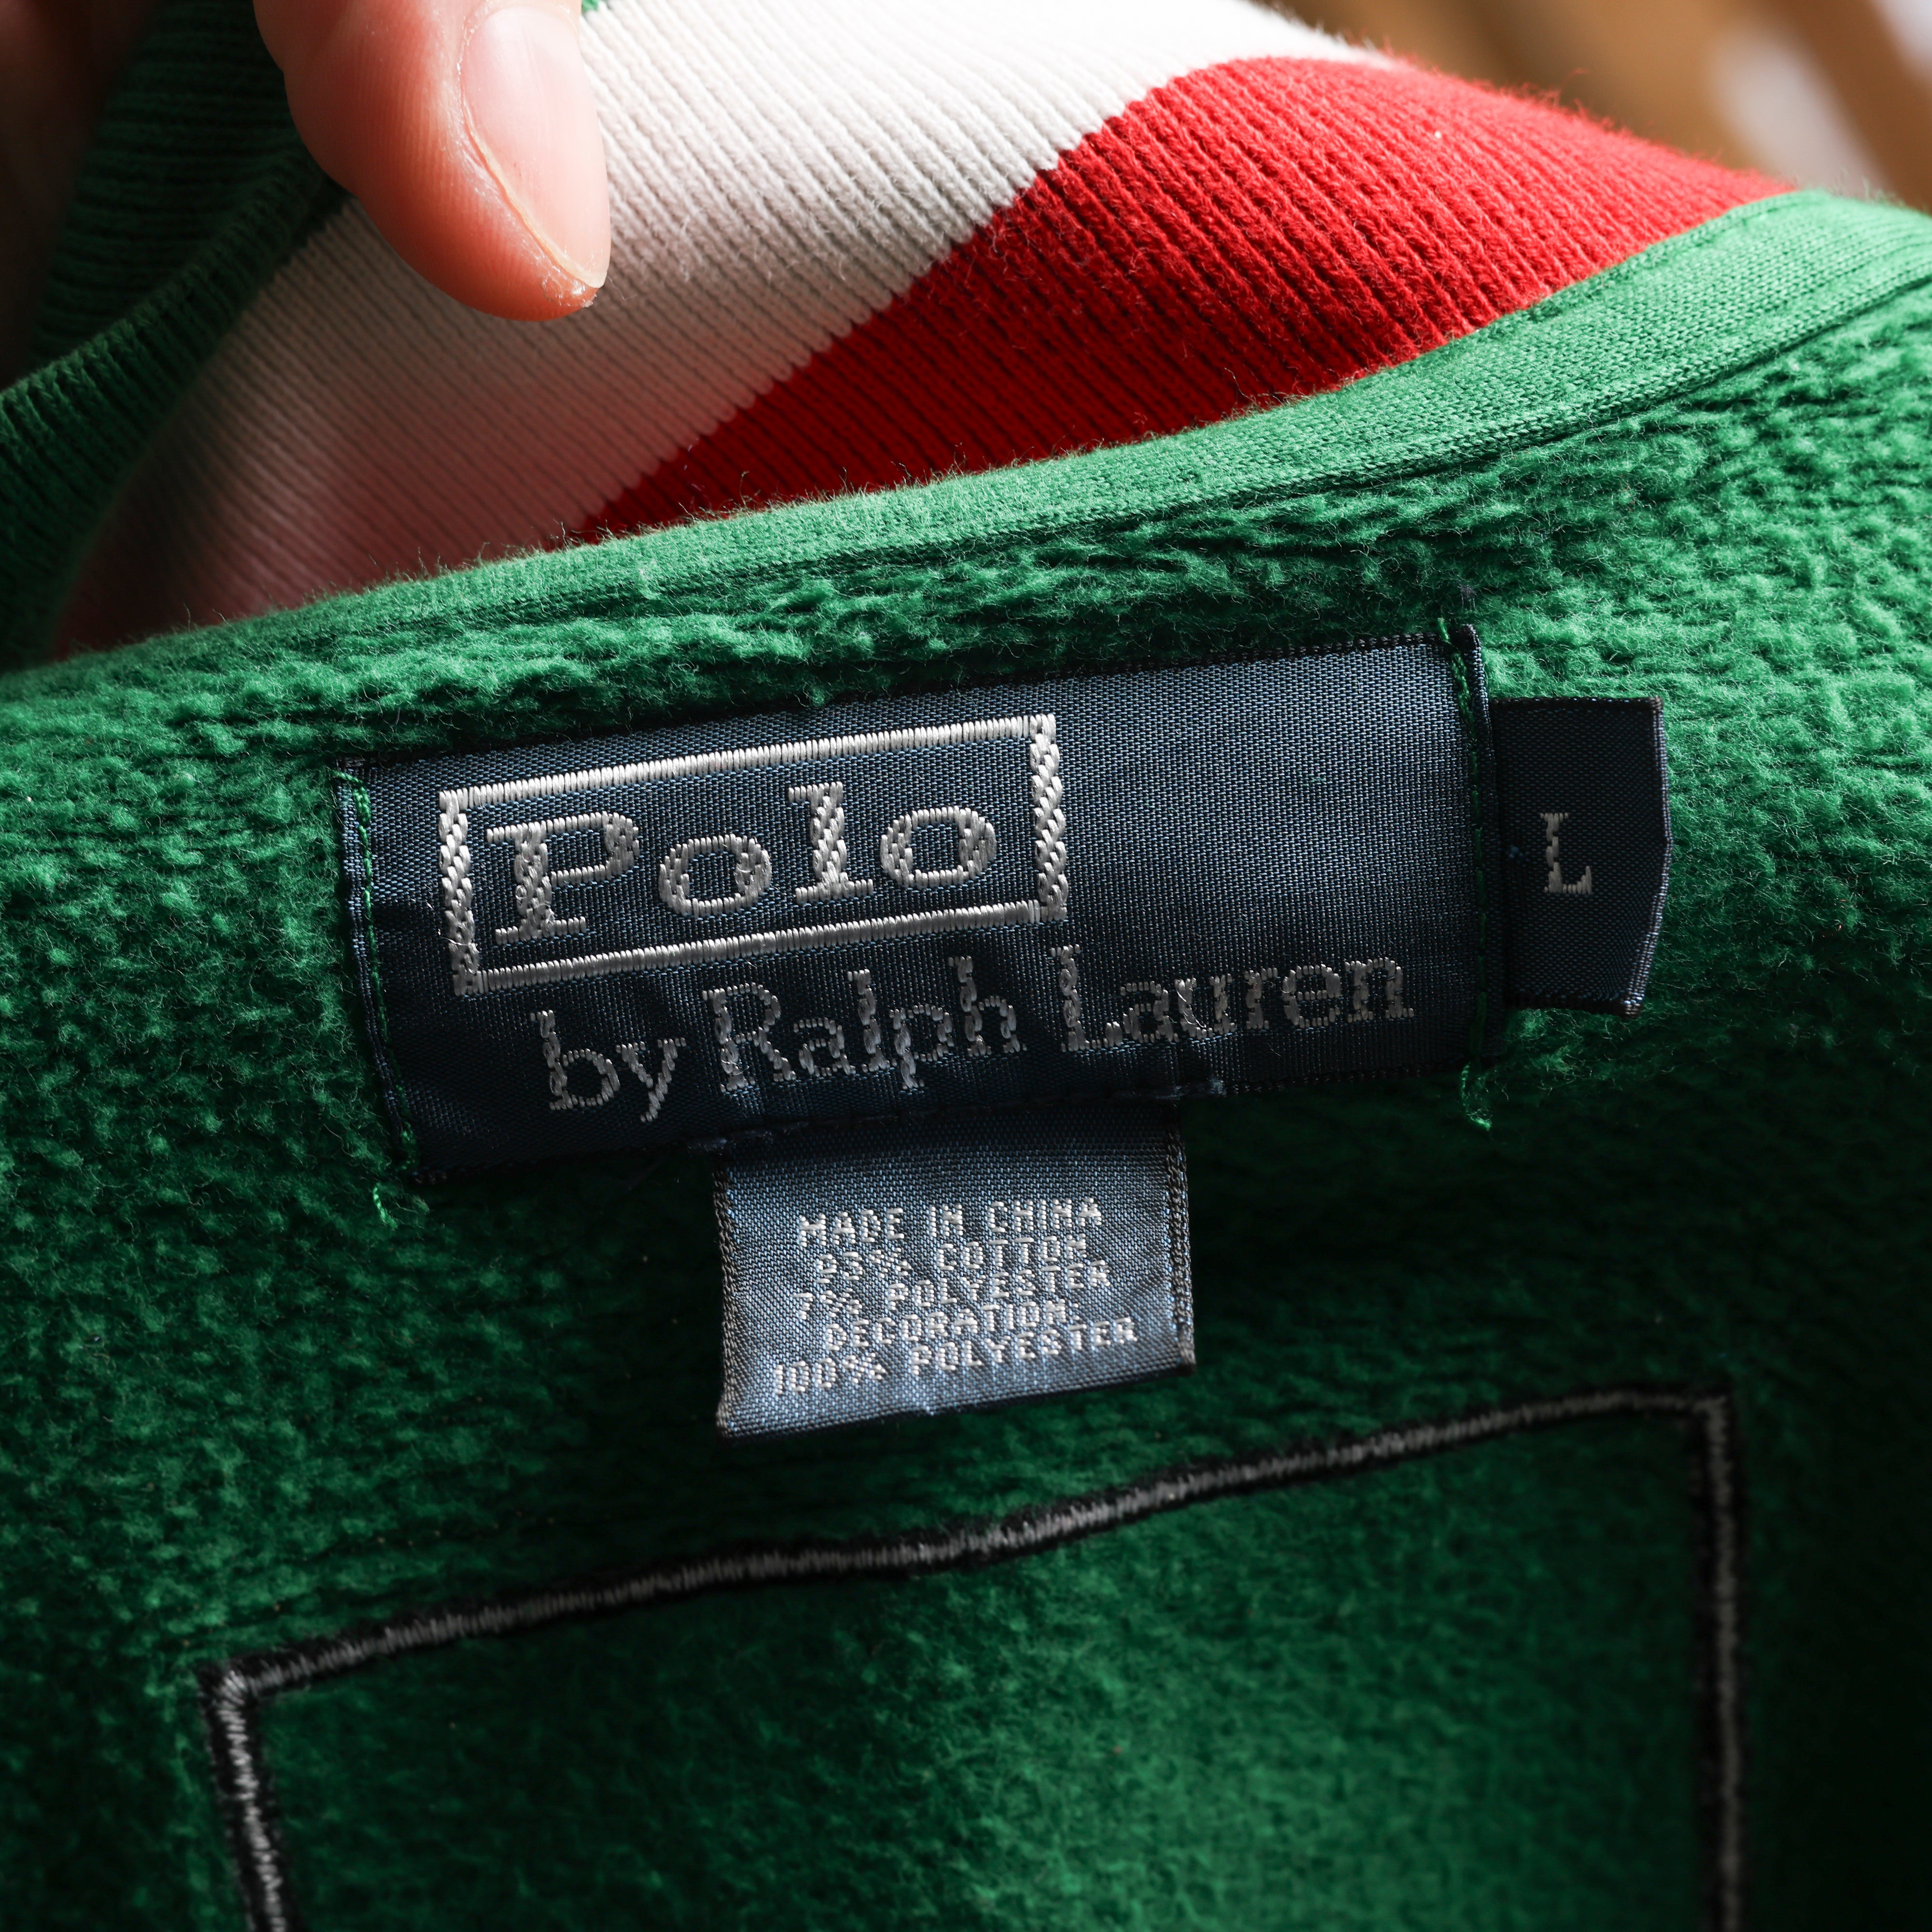 Polo
by Ralph Lauren
L
MADE IN CHINA
93% COTTON
7% POLYESTER
DECORATION:
100% POLYESTER